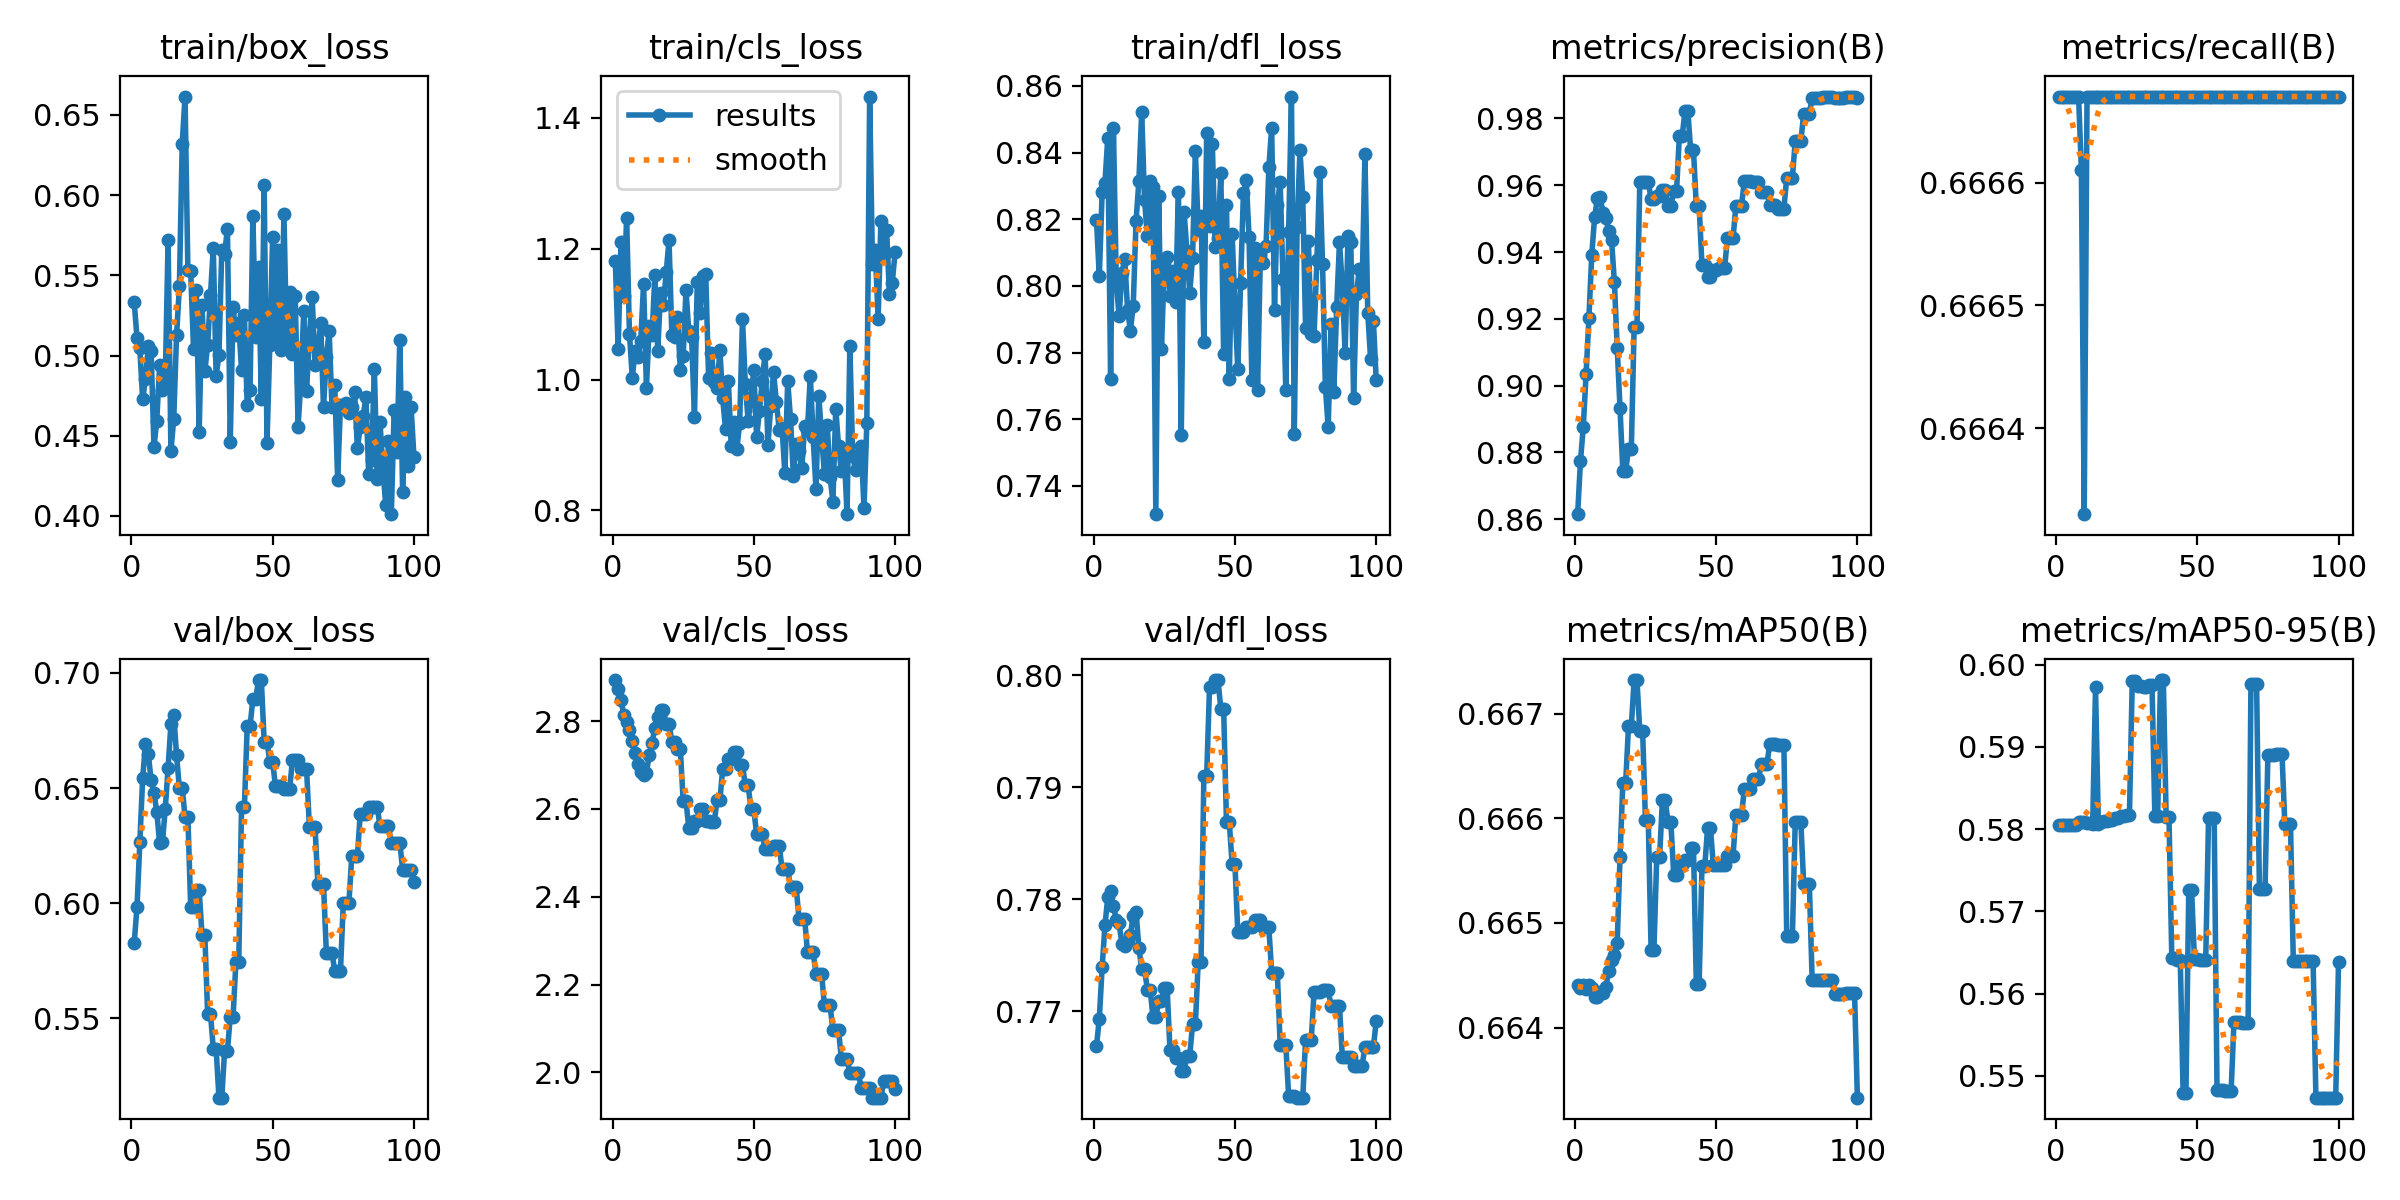 train/box_loss
0.65
0.60
0.55
0.50
0.45
0.40
0 50 100
train/cls_loss
results
smooth
1.4
1.2
1.0
0.8
0 50 100
train/dfl_loss
0.86
0.84
0.82
0.80
0.78
0.76
0.74
0 50 100
metrics/precision(B)
0.98
0.96
0.94
0.92
0.90
0.88
0.86
0 50 100
metrics/recall(B)
0.6666
0.6665
0.6664
0 50 100
val/box_loss
0.70
0.65
0.60
0.55
0 50 100
val/cls_loss
2.8
2.6
2.4
2.2
2.0
0 50 100
val/dfl_loss
0.80
0.79
0.78
0.77
0 50 100
metrics/mAP50(B)
0.667
0.666
0.665
0.664
0 50 100
metrics/mAP50-95(B)
0.60
0.59
0.58
0.57
0.56
0.55
0 50 100